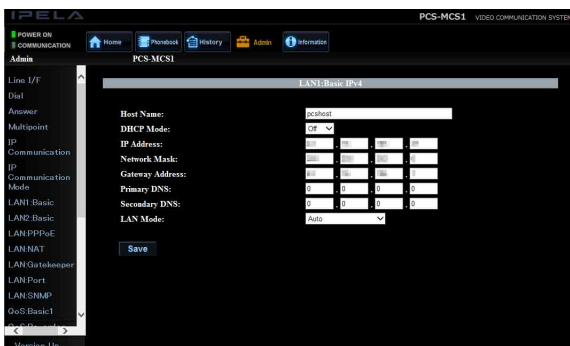 IPELA
PCS-MCS1 VIDEO COMMUNICATION SYSTEM
POWER ON
COMMUNICATION
Home
Phonebook
History
Admin
Information
Admin
PCS-MCS1
Line I/F
Dial
Answer
Multipoint
IP
Communication
IP
Communication
Mode
LAN1:Basic
LAN2:Basic
LAN:PPPoE
LAN:NAT
LAN:Gatekeeper
LAN:Port
LAN:SNMP
QoS:Basic1
Version Up
LAN1:Basic IPv4
Host Name: pcshost
DHCP Mode: Off
IP Address: . . .
Network Mask: . . .
Gateway Address: . . .
Primary DNS: 0 . 0 . 0 . 0
Secondary DNS: 0 . 0 . 0 . 0
LAN Mode: Auto
Save